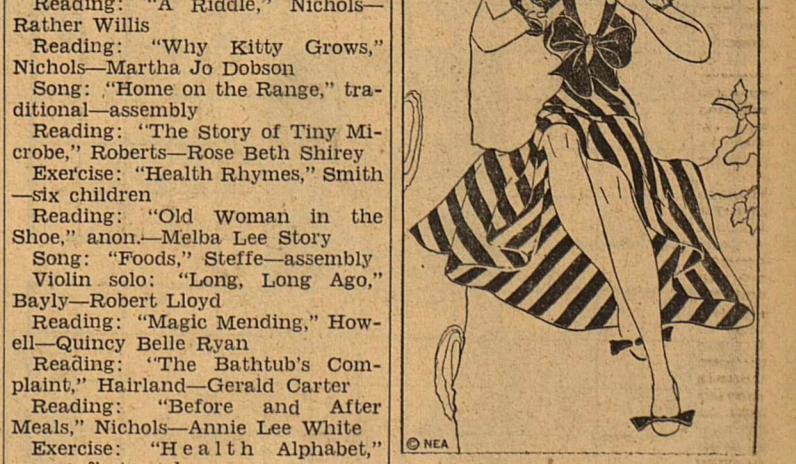 Reading: "A Riddle," Nichols—
Rather Willis
Reading: "Why Kitty Grows,"
Nichols—Martha Jo Dobson
Song: "Home on the Range," tra-
ditional—assembly
Reading: "The Story of Tiny Mi-
crobe," Roberts—Rose Beth Shirey
Exercise: "Health Rhymes," Smith
—six children
Reading: "Old Woman in the
Shoe," anon.—Melba Lee Story
Song: "Foods," Steffe—assembly
Violin solo: "Long, Long Ago,"
Bayly—Robert Lloyd
Reading: "Magic Mending," How-
ell—Quincy Belle Ryan
Reading: "The Bathtub's Com-
plaint," Hairland—Gerald Carter
Reading: "Before and After
Meals," Nichols—Annie Lee White
Exercise: "Health Alphabet,"
© NEA